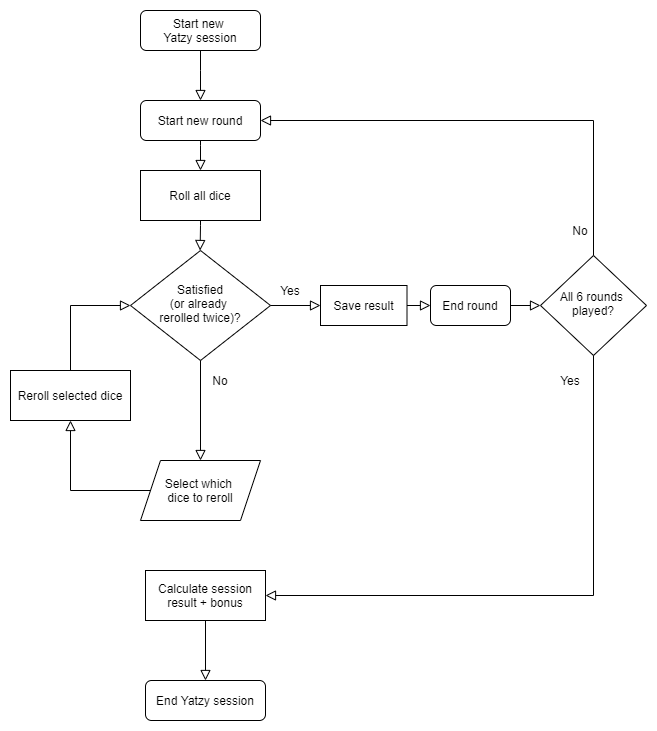 Start new
Yatzy session
Start new round
Roll all dice
Satisfied
(or already
rerolled twice)?
Yes
Save result
End round
All 6 rounds
played?
No
No
Yes
Reroll selected dice
Select which
dice to reroll
Calculate session
result + bonus
End Yatzy session